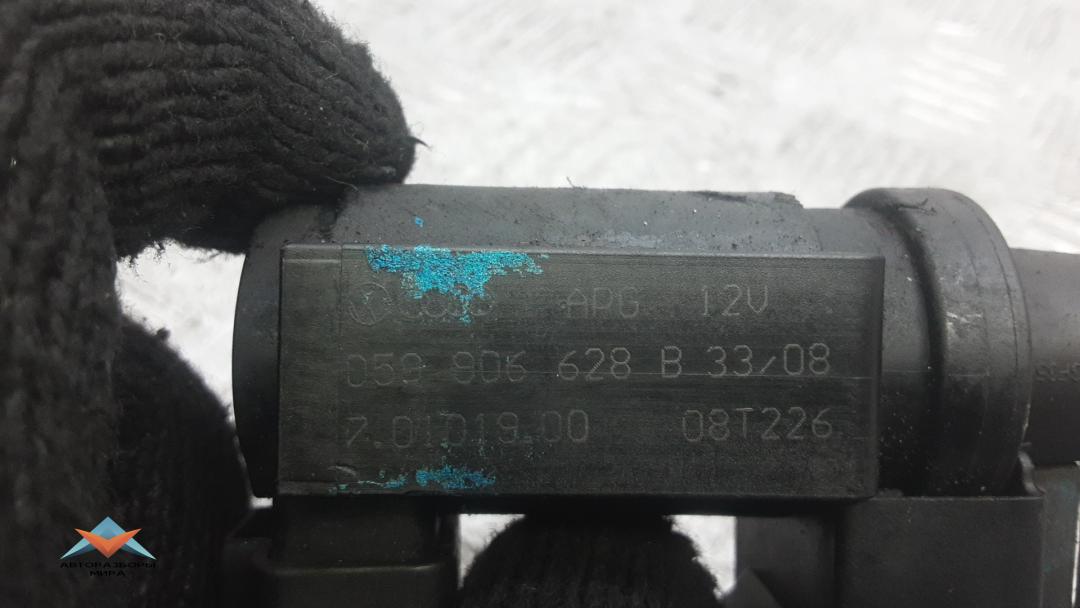 APG 12V
059 906 628 B 33/08
7.01019.00 08T226
АВТОРАЗБОРЫ
МИРА